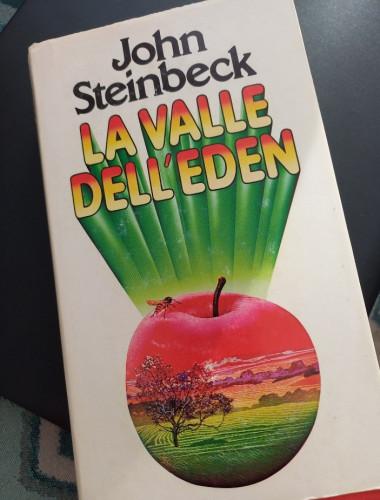 John
Steinbeck
LA VALLE
DELL'EDEN